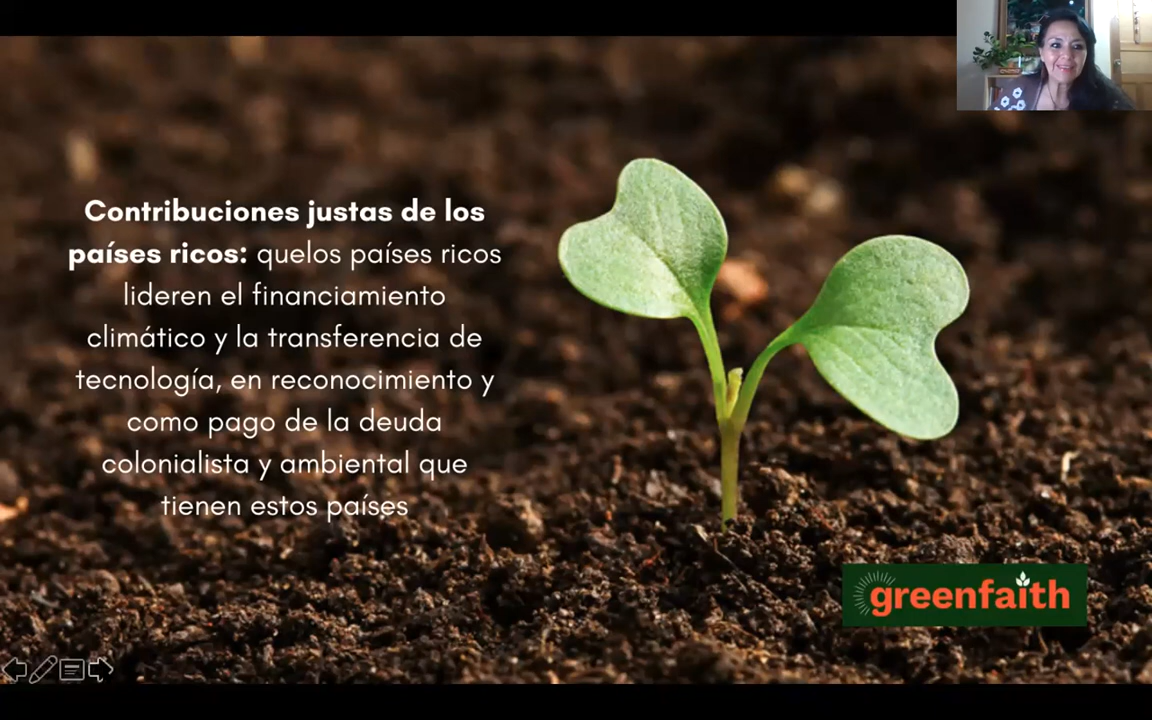 Contribuciones justas de los
países ricos: quelos países ricos
lideren el financiamiento
climático y la transferencia de
tecnología, en reconocimiento y
como pago de la deuda
colonialista y ambiental que
tienen estos países
greenfaith